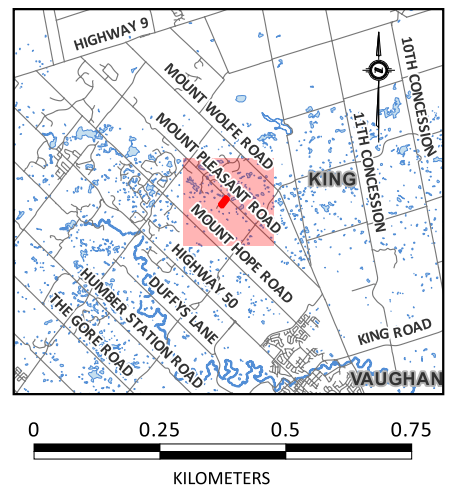 HIGHWAY 9
10TH CONCESSION
MOUNT WOLFE ROAD
11TH CONCESSION
MOUNT PLEASANT ROAD
KING
MOUNT HOPE ROAD
HIGHWAY 50
DUFFYS LANE
HUMBER STATION ROAD
THE GORE ROAD
KING ROAD
VAUGHAN
0 0.25 0.5 0.75
KILOMETERS